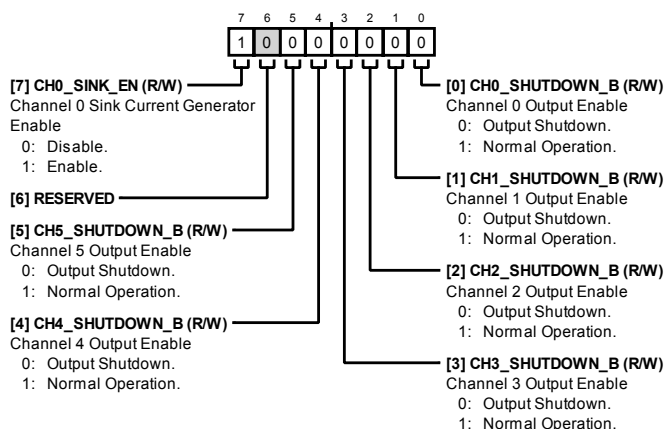 7 6 5 4 3 2 1 0
1 0 0 0 0 0 0 0
[7] CH0_SINK_EN (R/W)
Channel 0 Sink Current Generator
Enable
0: Disable.
1: Enable.
[6] RESERVED
[5] CH5_SHUTDOWN_B (R/W)
Channel 5 Output Enable
0: Output Shutdown.
1: Normal Operation.
[4] CH4_SHUTDOWN_B (R/W)
Channel 4 Output Enable
0: Output Shutdown.
1: Normal Operation.
[0] CH0_SHUTDOWN_B (R/W)
Channel 0 Output Enable
0: Output Shutdown.
1: Normal Operation.
[1] CH1_SHUTDOWN_B (R/W)
Channel 1 Output Enable
0: Output Shutdown.
1: Normal Operation.
[2] CH2_SHUTDOWN_B (R/W)
Channel 2 Output Enable
0: Output Shutdown.
1: Normal Operation.
[3] CH3_SHUTDOWN_B (R/W)
Channel 3 Output Enable
0: Output Shutdown.
1: Normal Operation.